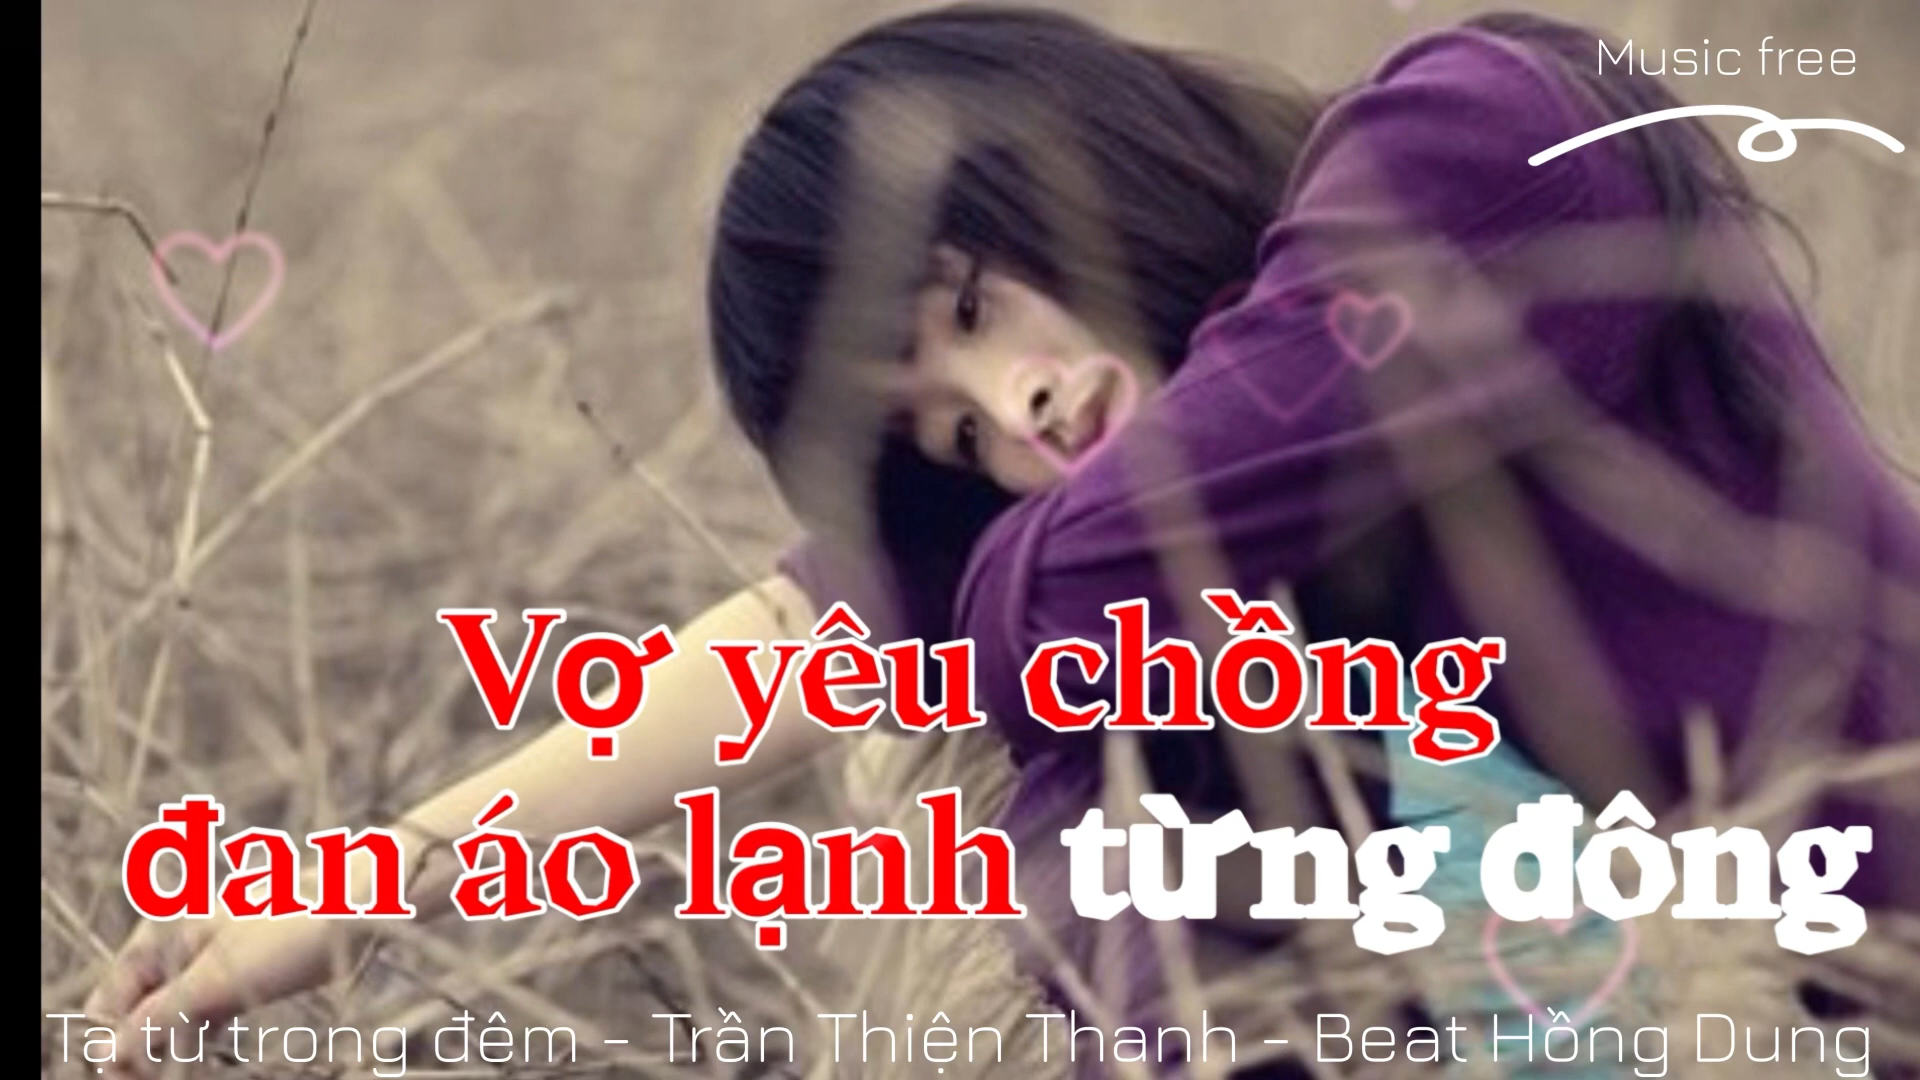 Music free
Vợ yêu chồng
đan áo lạnh từng đông
Tạ từ trong đêm - Trần Thiện Thanh - Beat Hồng Dung